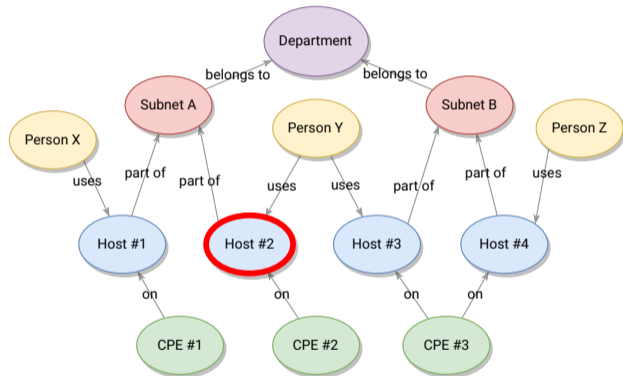 Department
belongs to
belongs to
Subnet A
Subnet B
Person X
Person Y
Person Z
uses
part of
part of
uses
uses
part of
part of
uses
Host #1
Host #2
Host #3
Host #4
on
on
on
on
CPE #1
CPE #2
CPE #3